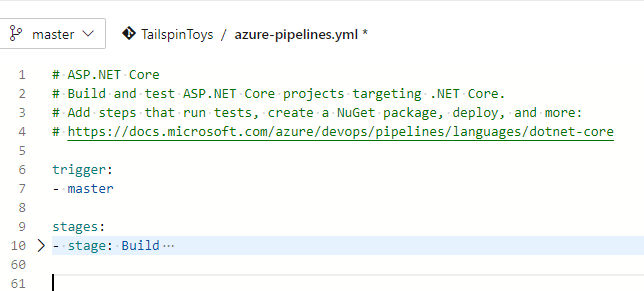 master TailspinToys / azure-pipelines.yml *
1 # ASP.NET Core
2 # Build and test ASP.NET Core projects targeting .NET Core.
3 # Add steps that run tests, create a NuGet package, deploy, and more:
4 # https://docs.microsoft.com/azure/devops/pipelines/languages/dotnet-core
5
6 trigger:
7 - master
8
9 stages:
10 - stage: Build ···
60
61